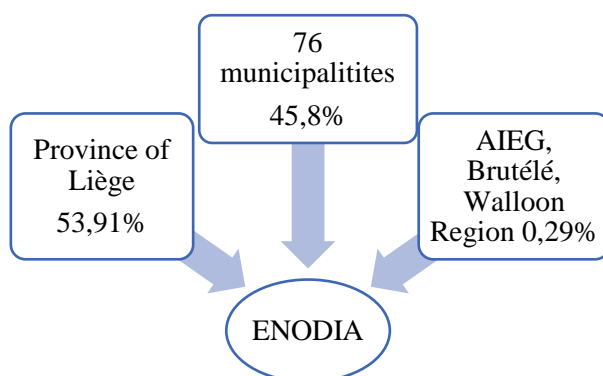 76
municipalitites
45,8%
Province of
Liège
53,91%
AIEG,
Brutélé,
Walloon
Region 0,29%
ENODIA